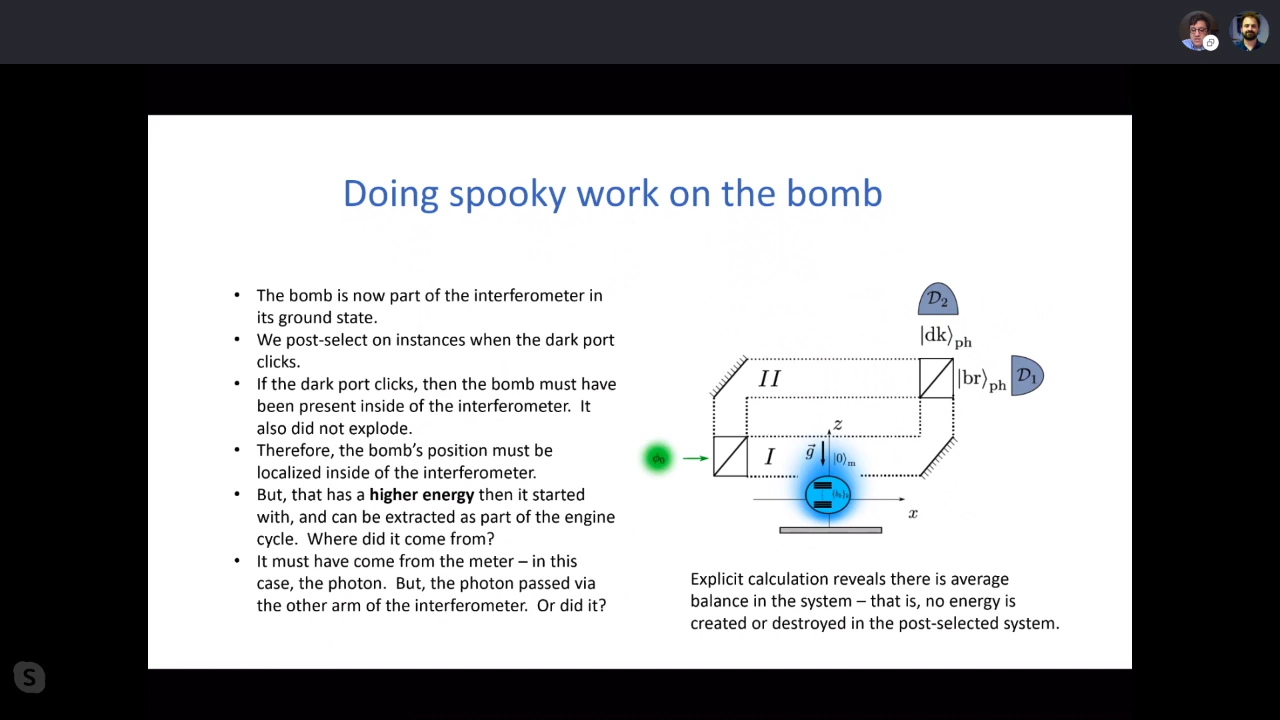 Doing spooky work on the bomb
• The bomb is now part of the interferometer in
its ground state.
• We post-select on instances when the dark port
clicks.
• If the dark port clicks, then the bomb must have
been present inside of the interferometer. It
also did not explode.
• Therefore, the bomb's position must be
localized inside of the interferometer.
• But, that has a higher energy then it started
with, and can be extracted as part of the engine
cycle. Where did it come from?
• It must have come from the meter – in this
case, the photon. But, the photon passed via
the other arm of the interferometer. Or did it?
D₂
|dk⟩ph
II
|br⟩ph D₁
z
I
g⃗
|0⟩m
x
Explicit calculation reveals there is average
balance in the system – that is, no energy is
created or destroyed in the post-selected system.
S